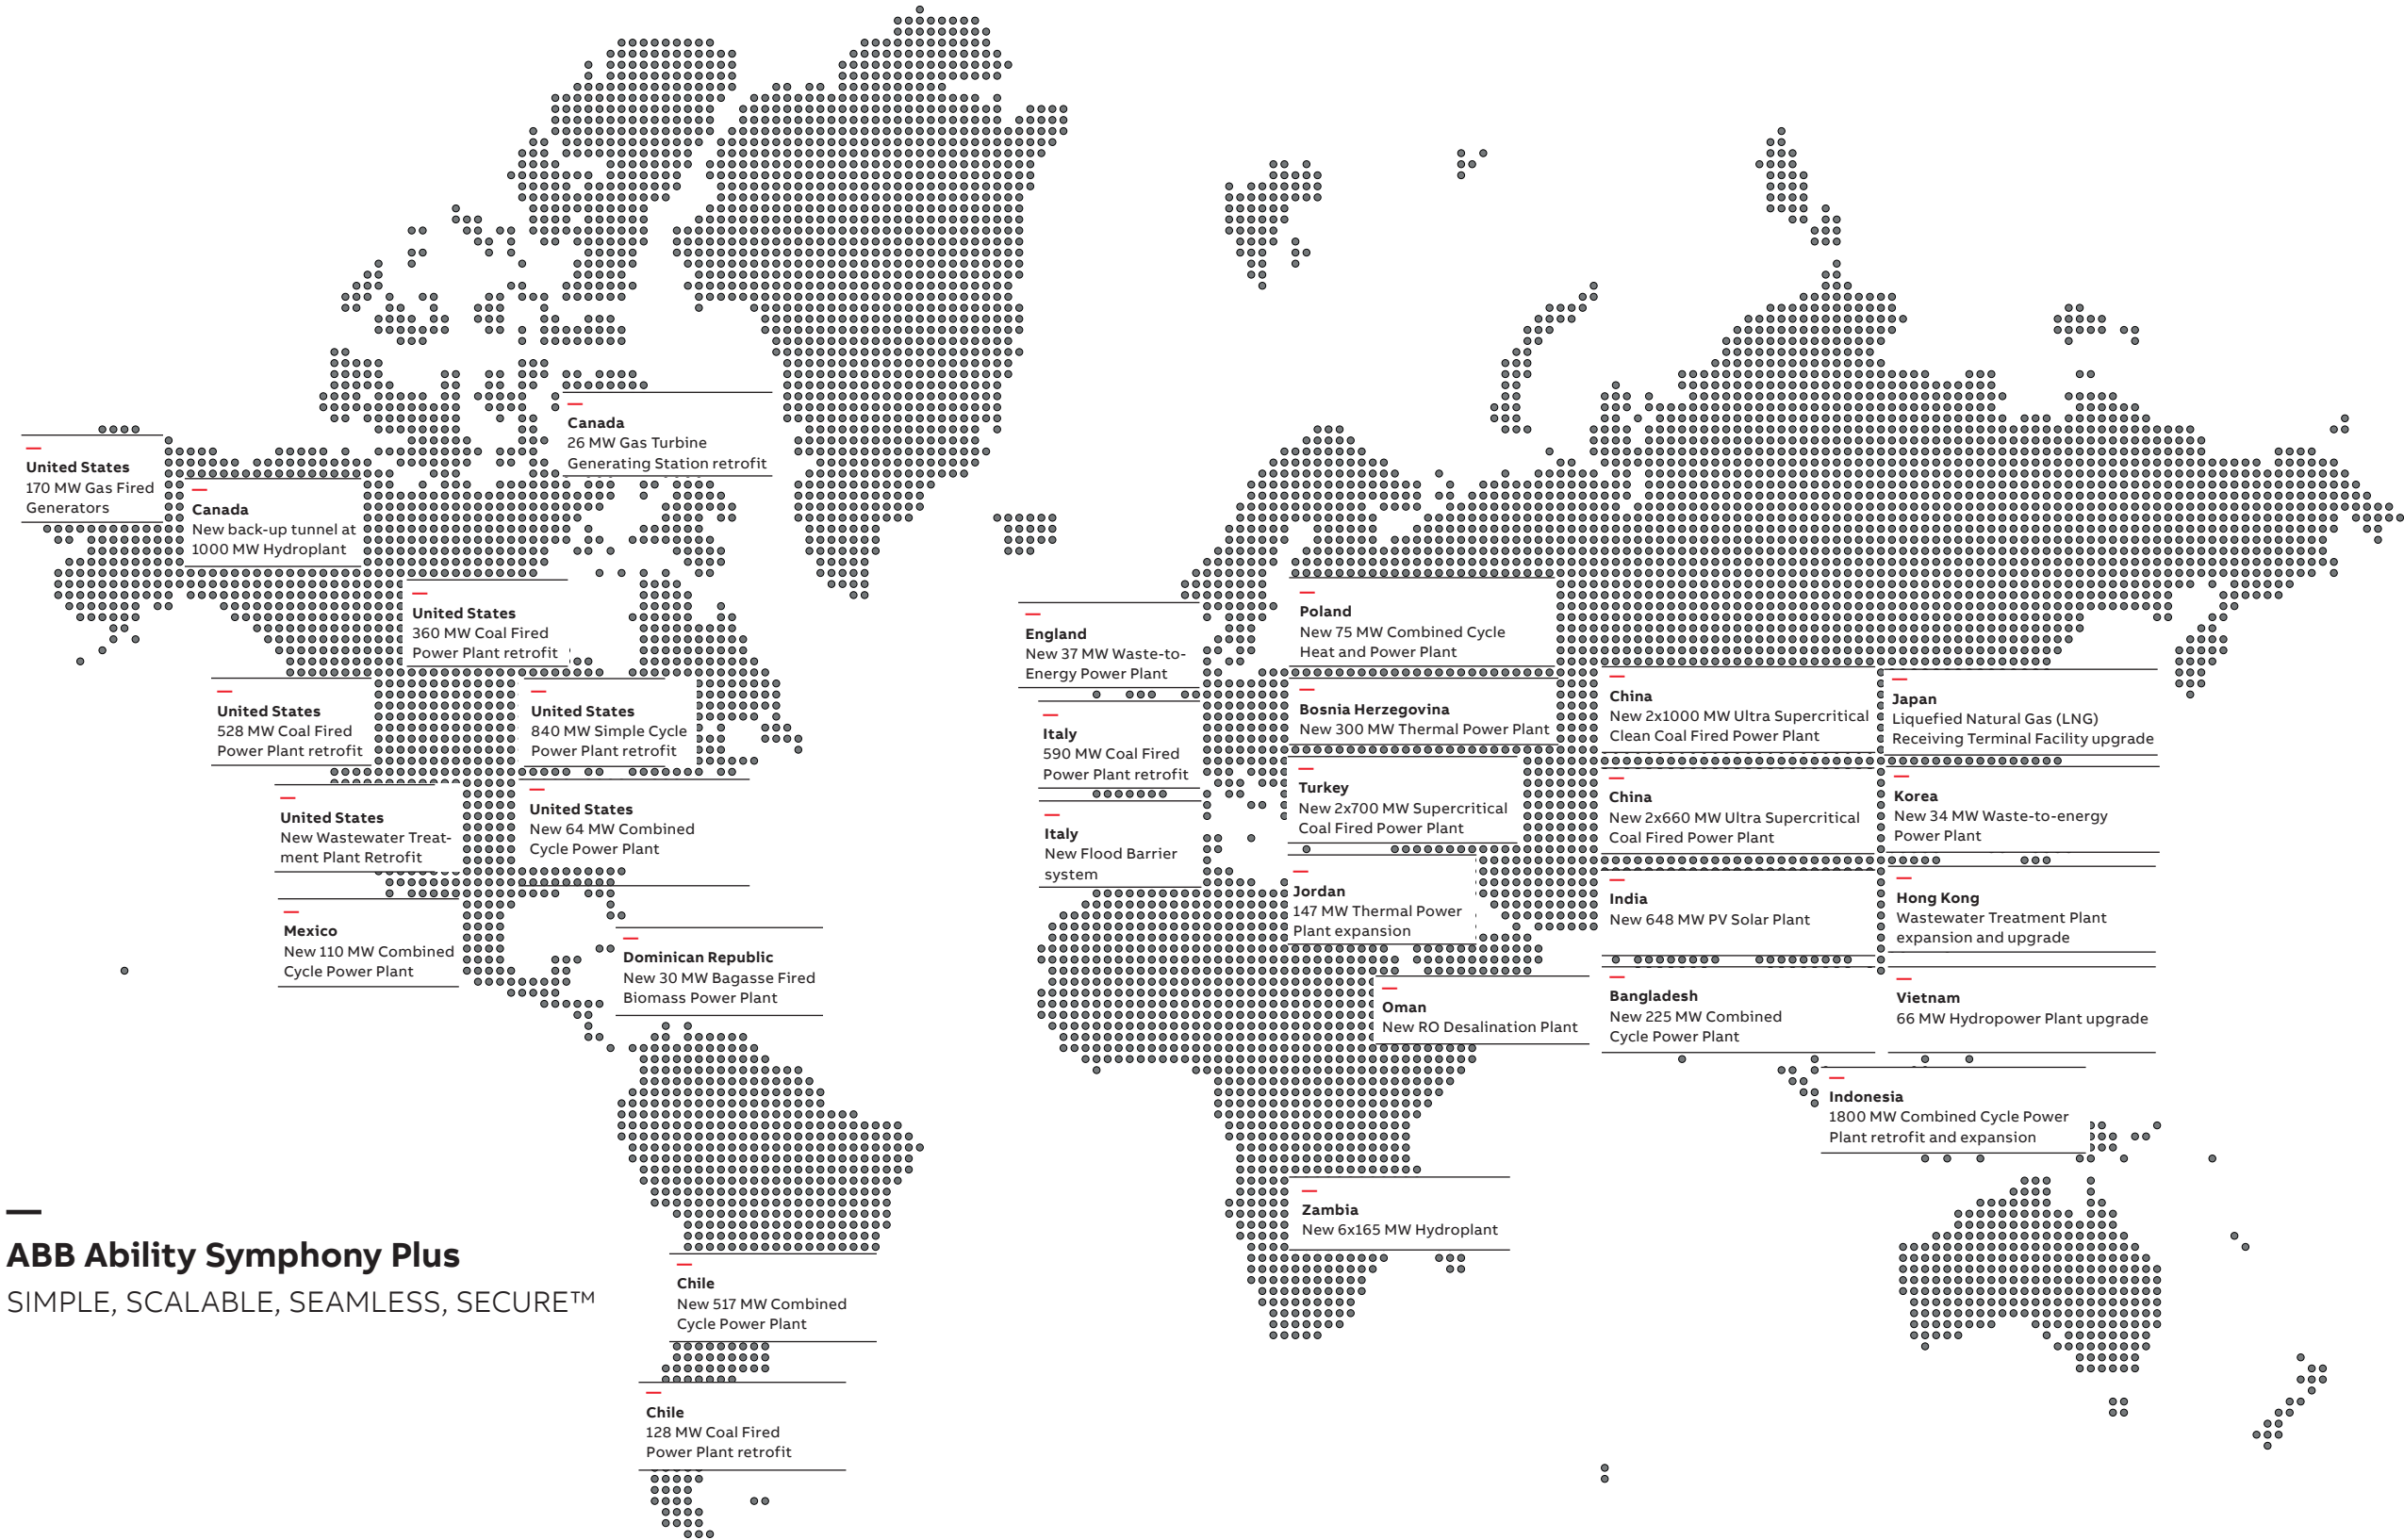 Canada
26 MW Gas Turbine
Generating Station retrofit
United States
170 MW Gas Fired
Generators
Canada
New back-up tunnel at
1000 MW Hydroplant
United States
360 MW Coal Fired
Power Plant retrofit
United States
528 MW Coal Fired
Power Plant retrofit
United States
840 MW Simple Cycle
Power Plant retrofit
United States
New Wastewater Treat-
ment Plant Retrofit
United States
New 64 MW Combined
Cycle Power Plant
Mexico
New 110 MW Combined
Cycle Power Plant
Dominican Republic
New 30 MW Bagasse Fired
Biomass Power Plant
Chile
New 517 MW Combined
Cycle Power Plant
Chile
128 MW Coal Fired
Power Plant retrofit
England
New 37 MW Waste-to-
Energy Power Plant
Italy
590 MW Coal Fired
Power Plant retrofit
Italy
New Flood Barrier
system
Poland
New 75 MW Combined Cycle
Heat and Power Plant
Bosnia Herzegovina
New 300 MW Thermal Power Plant
Turkey
New 2x700 MW Supercritical
Coal Fired Power Plant
Jordan
147 MW Thermal Power
Plant expansion
Oman
New RO Desalination Plant
Zambia
New 6x165 MW Hydroplant
China
New 2x1000 MW Ultra Supercritical
Clean Coal Fired Power Plant
China
New 2x660 MW Ultra Supercritical
Coal Fired Power Plant
India
New 648 MW PV Solar Plant
Bangladesh
New 225 MW Combined
Cycle Power Plant
Japan
Liquefied Natural Gas (LNG)
Receiving Terminal Facility upgrade
Korea
New 34 MW Waste-to-energy
Power Plant
Hong Kong
Wastewater Treatment Plant
expansion and upgrade
Vietnam
66 MW Hydropower Plant upgrade
Indonesia
1800 MW Combined Cycle Power
Plant retrofit and expansion
ABB Ability Symphony Plus
SIMPLE, SCALABLE, SEAMLESS, SECURE™